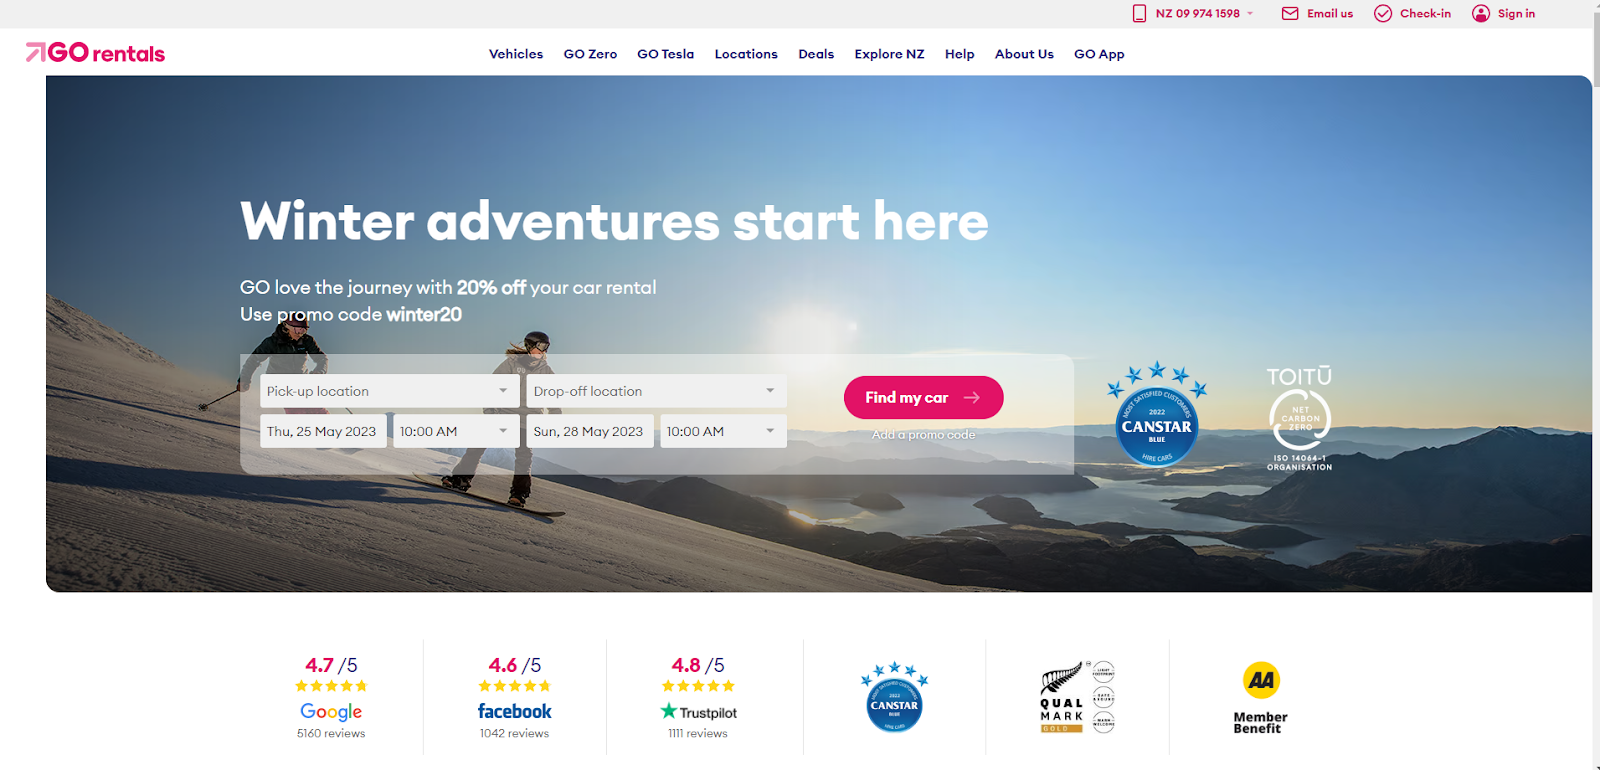 NZ 09 974 1598
Email us
Check-in
Sign in
GO rentals
Vehicles
GO Zero
GO Tesla
Locations
Deals
Explore NZ
Help
About Us
GO App
Winter adventures start here
GO love the journey with 20% off your car rental
Use promo code winter20
Pick-up location
Drop-off location
Thu, 25 May 2023
10:00 AM
Sun, 28 May 2023
10:00 AM
Find my car
Add a promo code
MOST SATISFIED CUSTOMERS
2022
CANSTAR
BLUE
HIRE CARS
TOITŪ
NET
CARBON
ZERO
ISO 14064-1
ORGANISATION
4.7 /5
Google
5160 reviews
4.6 /5
facebook
1042 reviews
4.8 /5
Trustpilot
1111 reviews
MOST SATISFIED CUSTOMERS
2022
CANSTAR
BLUE
QUAL
MARK
GOLD
AA
Member
Benefit